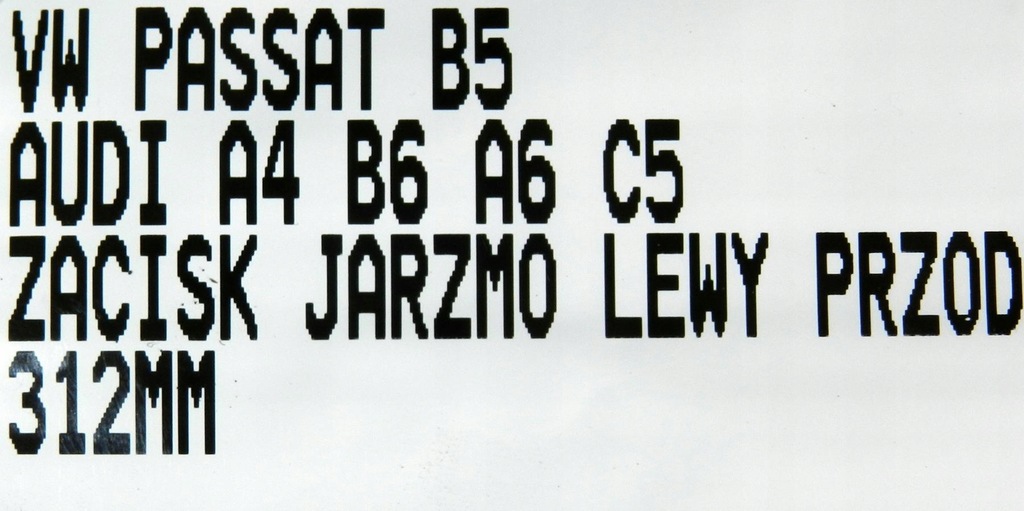 VW PASSAT B5
AUDI A4 B6 A6 C5
ZACISK JARZMO LEWY PRZOD
312MM